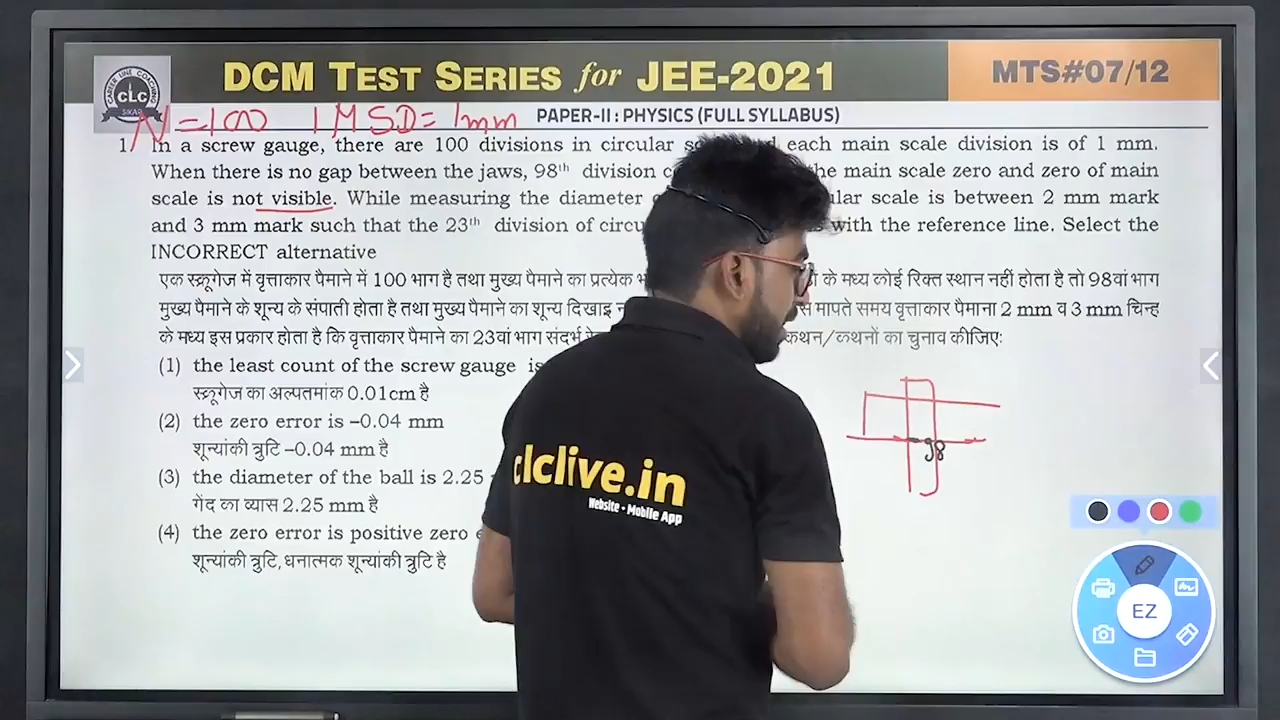 DCM TEST SERIES for JEE-2021
MTS#07/12
CAREER LINE COACHING
CLC
SIKAR
N=100 1 MSD = 1mm
PAPER-II : PHYSICS (FULL SYLLABUS)
1. In a screw gauge, there are 100 divisions in circular each main scale division is of 1 mm.
When there is no gap between the jaws, 98th division the main scale zero and zero of main
scale is not visible. While measuring the diameter scale is between 2 mm mark
and 3 mm mark such that the 23rd division of with the reference line. Select the
INCORRECT alternative
एक स्क्रूगेज में वृत्ताकार पैमाने में 100 भाग है तथा मुख्य पैमाने का प्रत्येक के मध्य कोई रिक्त स्थान नहीं होता है तो 98वां भाग
मुख्य पैमाने के शून्य के संपाती होता है तथा मुख्य पैमाने का शून्य दिखाइ मापते समय वृत्ताकार पैमाना 2 mm व 3 mm चिन्ह
के मध्य इस प्रकार होता है कि वृत्ताकार पैमाने का 23वां भाग कथन/कथनों का चुनाव कीजिए:
(1) the least count of the screw gauge is
स्क्रूगेज का अल्पतमांक 0.01cm है
(2) the zero error is –0.04 mm
शून्यांकी त्रुटि –0.04 mm है
(3) the diameter of the ball is 2.25
गेंद का व्यास 2.25 mm है
(4) the zero error is positive zero
शून्यांकी त्रुटि, धनात्मक शून्यांकी त्रुटि है
98
clclive.in
Website • Mobile App
EZ